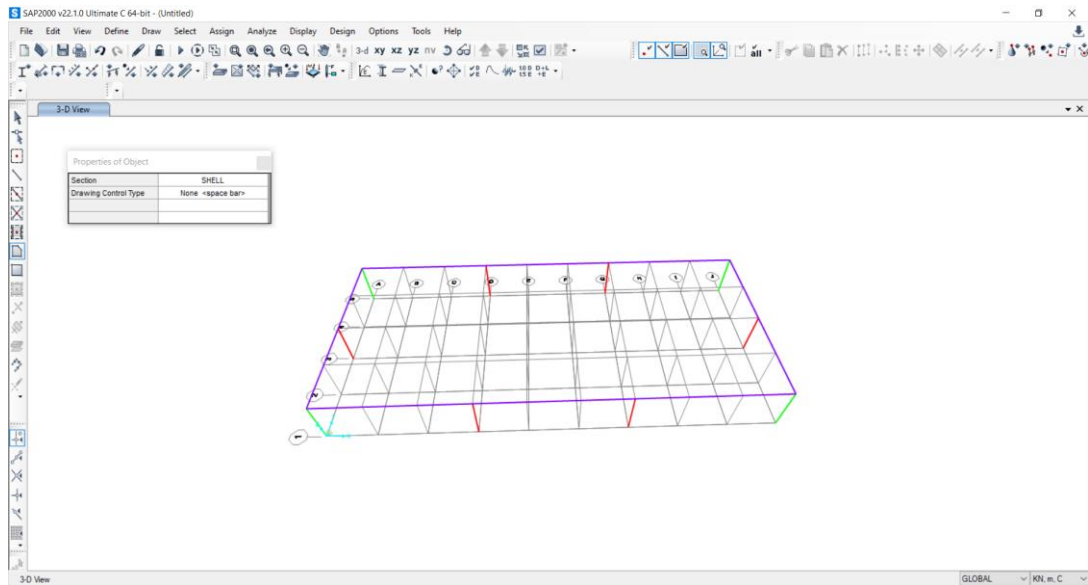 SAP2000 v22.1.0 Ultimate C 64-bit - (Untitled)
File Edit View Define Draw Select Assign Analyze Display Design Options Tools Help
3-d xy xz yz nv
all
3-D View
Properties of Object
Section SHELL
Drawing Control Type None <space bar>
3-D View GLOBAL KN, m, C